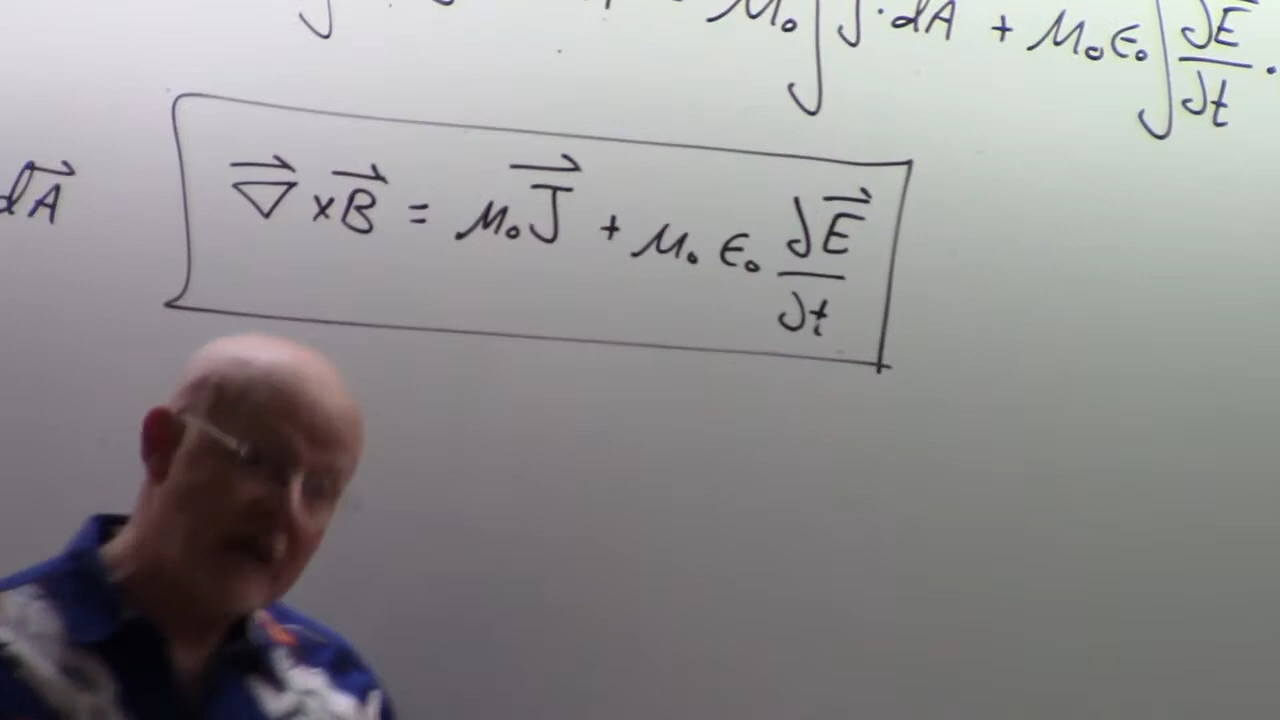 μ₀∫J⃗·dA + μ₀ε₀∫∂E⃗/∂t ·
dA⃗
∇⃗×B⃗ = μ₀J⃗ + μ₀ε₀ ∂E⃗/∂t